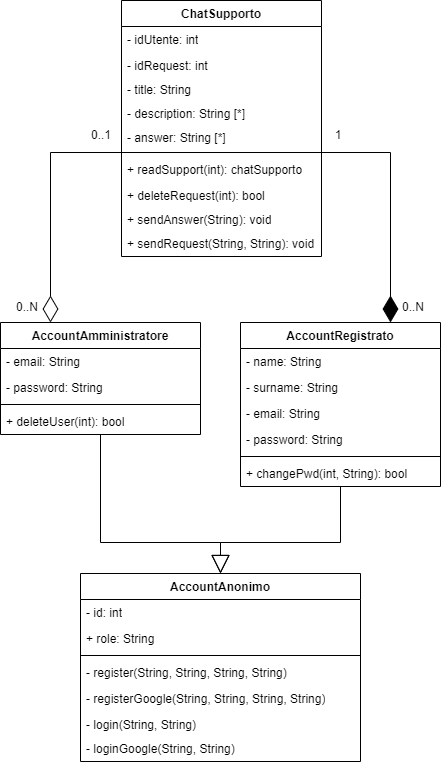 ChatSupporto
- idUtente: int
- idRequest: int
- title: String
- description: String [*]
- answer: String [*]
0..1
1
+ readSupport(int): chatSupporto
+ deleteRequest(int): bool
+ sendAnswer(String): void
+ sendRequest(String, String): void
0..N
0..N
AccountAmministratore
- email: String
- password: String
+ deleteUser(int): bool
AccountRegistrato
- name: String
- surname: String
- email: String
- password: String
+ changePwd(int, String): bool
AccountAnonimo
- id: int
+ role: String
- register(String, String, String, String)
- registerGoogle(String, String, String, String)
- login(String, String)
- loginGoogle(String, String)